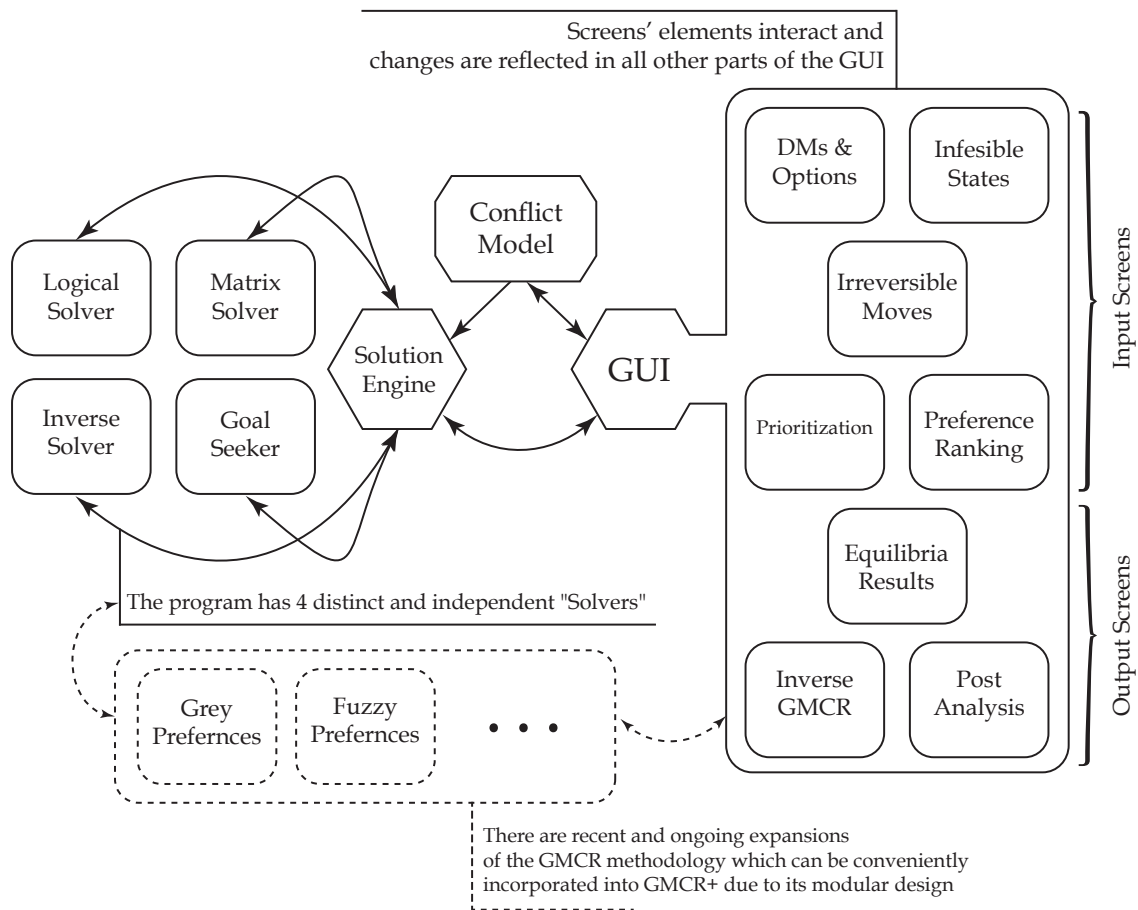 Screens' elements interact and
changes are reflected in all other parts of the GUI
DMs &
Options
Infesible
States
Irreversible
Moves
Prioritization
Preference
Ranking
Input Screens
Conflict
Model
Logical
Solver
Matrix
Solver
Solution
Engine
GUI
Inverse
Solver
Goal
Seeker
Equilibria
Results
Inverse
GMCR
Post
Analysis
Output Screens
The program has 4 distinct and independent "Solvers"
Grey
Prefernces
Fuzzy
Prefernces
• • •
There are recent and ongoing expansions
of the GMCR methodology which can be conveniently
incorporated into GMCR+ due to its modular design